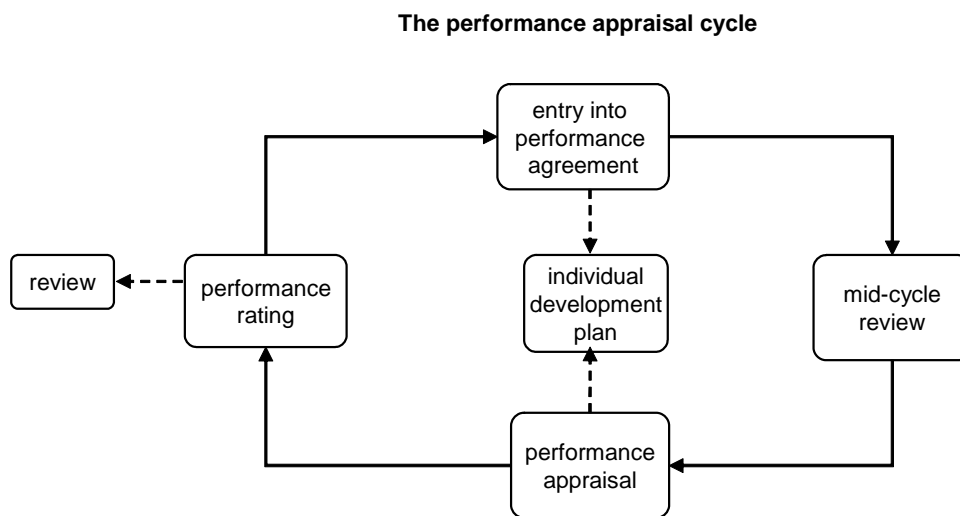 The performance appraisal cycle
entry into
performance
agreement
review
performance
rating
individual
development
plan
mid-cycle
review
performance
appraisal